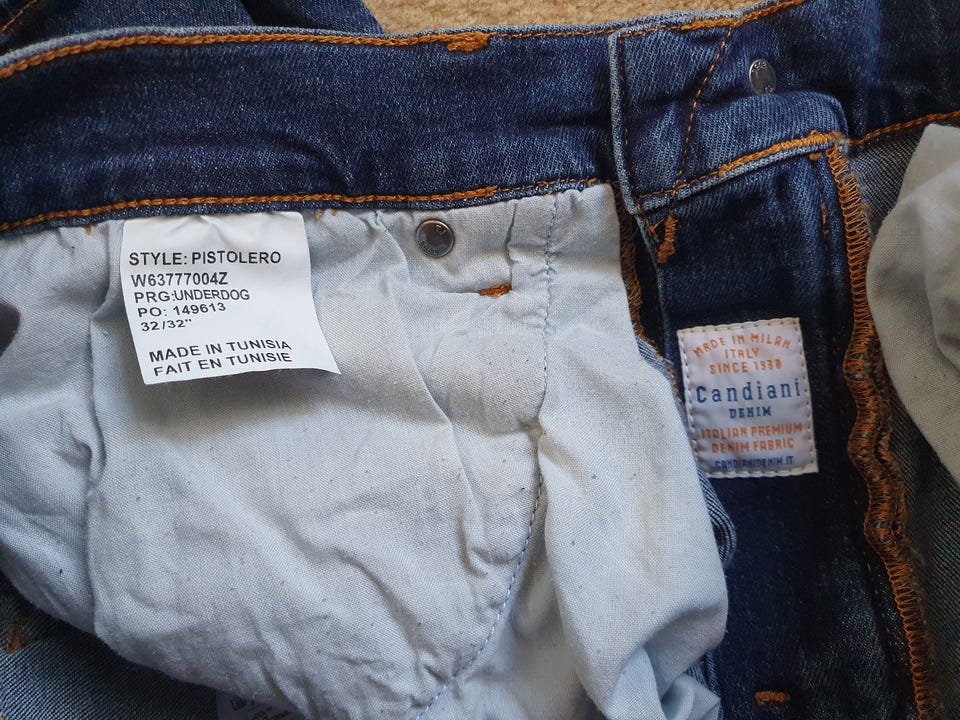 STYLE: PISTOLERO
W63777004Z
PRG:UNDERDOG
PO: 149613
32/32"
MADE IN TUNISIA
FAIT EN TUNISIE
MADE IN MILAN
ITALY
SINCE 1938
Candiani
DENIM
ITALIAN PREMIUM
DENIM FABRIC
CANDIANIDENIM.IT